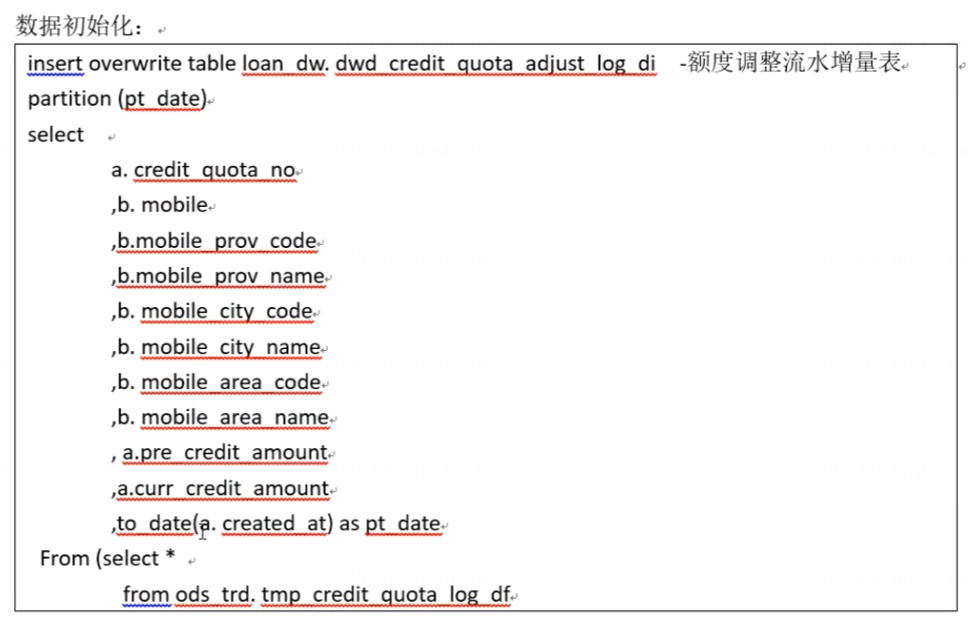 数据初始化：
insert overwrite table loan_dw. dwd_credit_quota_adjust_log_di -额度调整流水增量表
partition (pt_date)
select
a. credit_quota_no
,b. mobile
,b.mobile_prov_code
,b.mobile_prov_name
,b. mobile_city_code
,b. mobile_city_name
,b. mobile_area_code
,b. mobile_area_name
, a.pre_credit_amount
,a.curr_credit_amount
,to_date(a. created_at) as pt_date
From (select *
from ods_trd. tmp_credit_quota_log_df